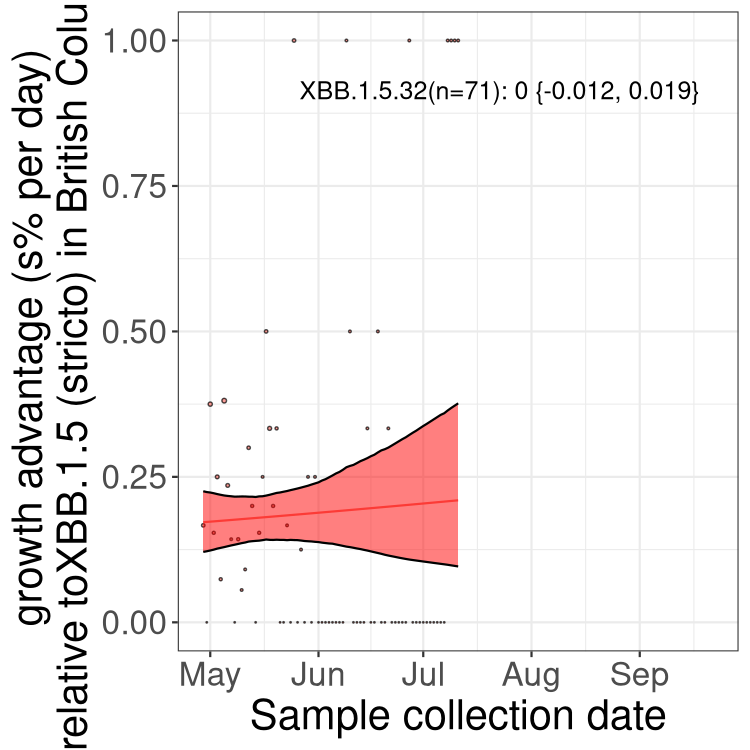 growth advantage (s% per day)
relative toXBB.1.5 (stricto) in British Colu
1.00
0.75
0.50
0.25
0.00
XBB.1.5.32(n=71): 0 {-0.012, 0.019}
May Jun Jul Aug Sep
Sample collection date